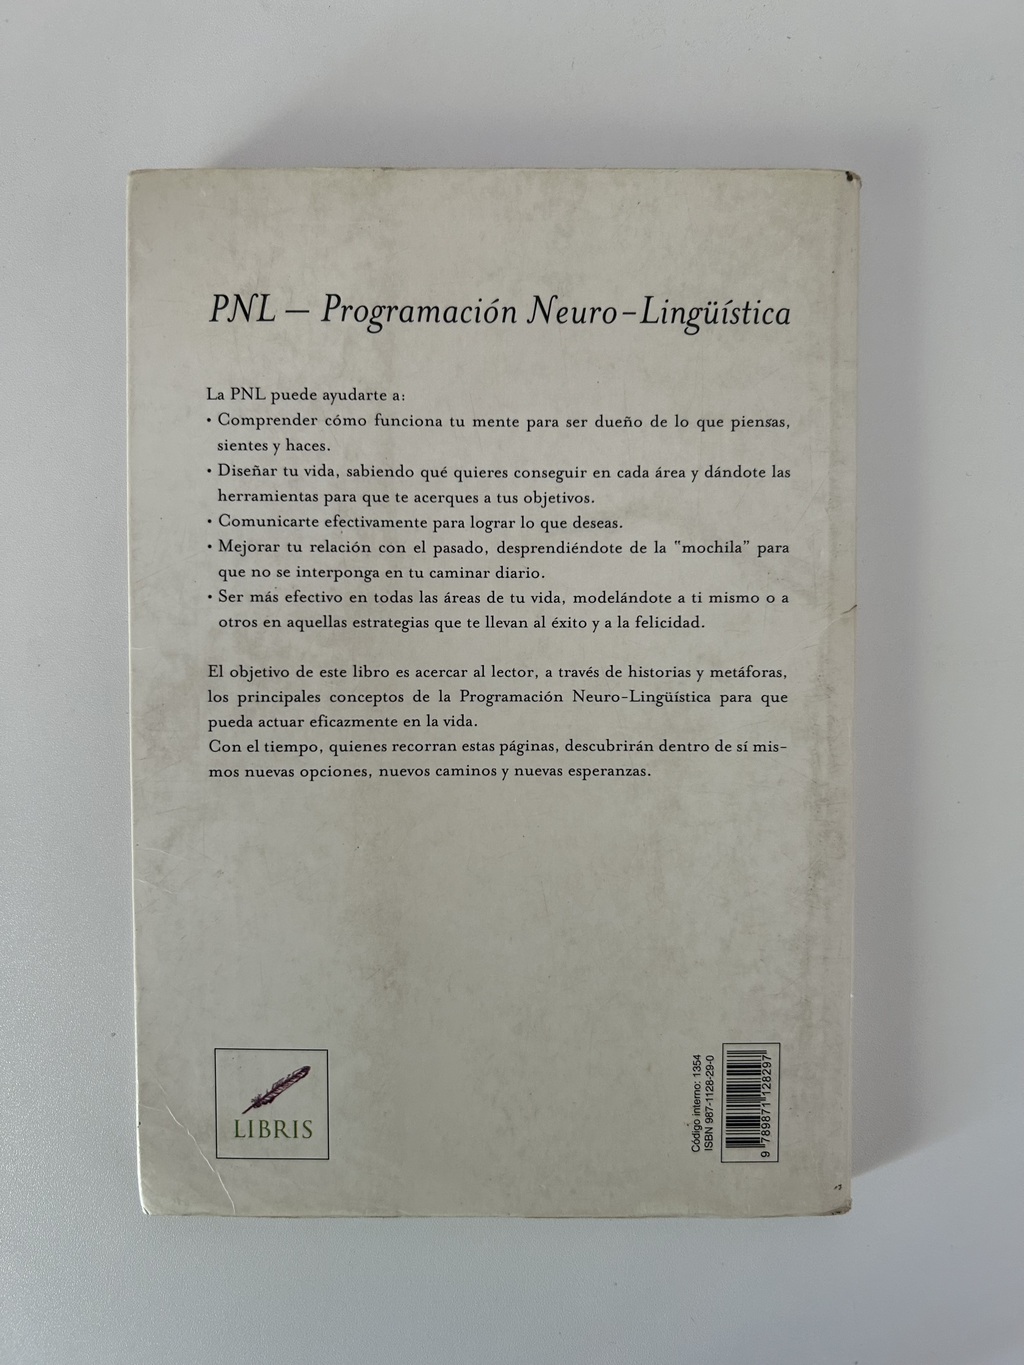 PNL — Programación Neuro-Lingüística
La PNL puede ayudarte a:
• Comprender cómo funciona tu mente para ser dueño de lo que piensas,
sientes y haces.
• Diseñar tu vida, sabiendo qué quieres conseguir en cada área y dándote las
herramientas para que te acerques a tus objetivos.
• Comunicarte efectivamente para lograr lo que deseas.
• Mejorar tu relación con el pasado, desprendiéndote de la "mochila" para
que no se interponga en tu caminar diario.
• Ser más efectivo en todas las áreas de tu vida, modelándote a ti mismo o a
otros en aquellas estrategias que te llevan al éxito y a la felicidad.
El objetivo de este libro es acercar al lector, a través de historias y metáforas,
los principales conceptos de la Programación Neuro-Lingüística para que
pueda actuar eficazmente en la vida.
Con el tiempo, quienes recorran estas páginas, descubrirán dentro de sí mis-
mos nuevas opciones, nuevos caminos y nuevas esperanzas.
LIBRIS
Código interno: 1354
ISBN 987-1128-29-0
9 789871 128297